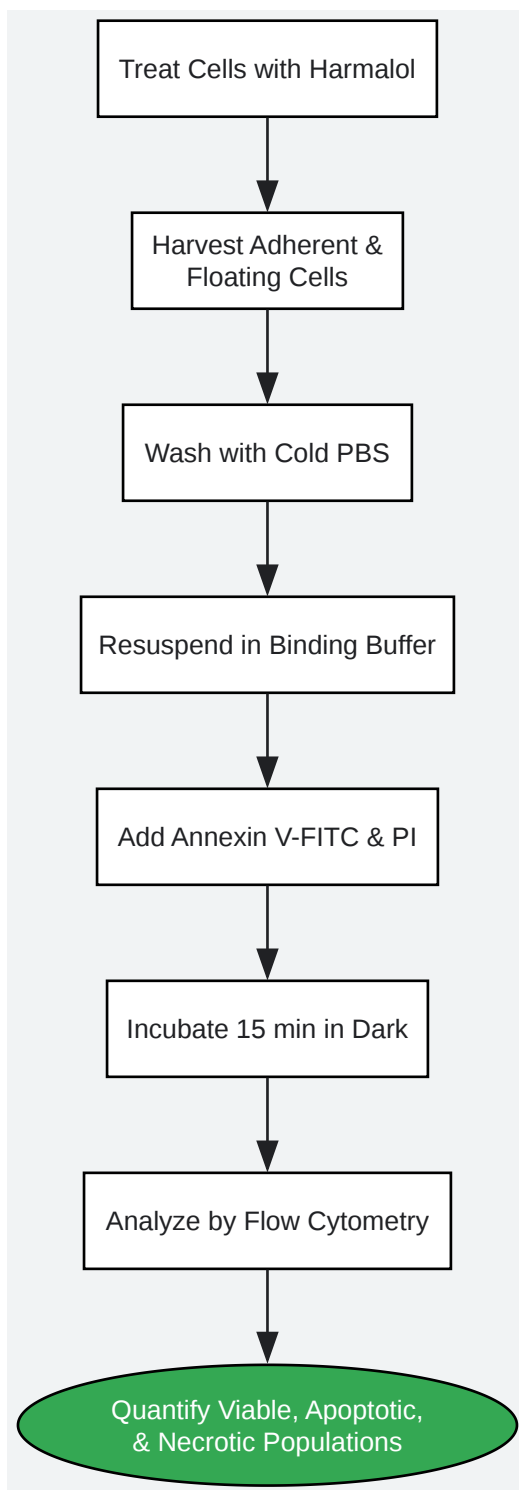 Treat Cells with Harmalol
Harvest Adherent &
Floating Cells
Wash with Cold PBS
Resuspend in Binding Buffer
Add Annexin V-FITC & PI
Incubate 15 min in Dark
Analyze by Flow Cytometry
Quantify Viable, Apoptotic,
& Necrotic Populations